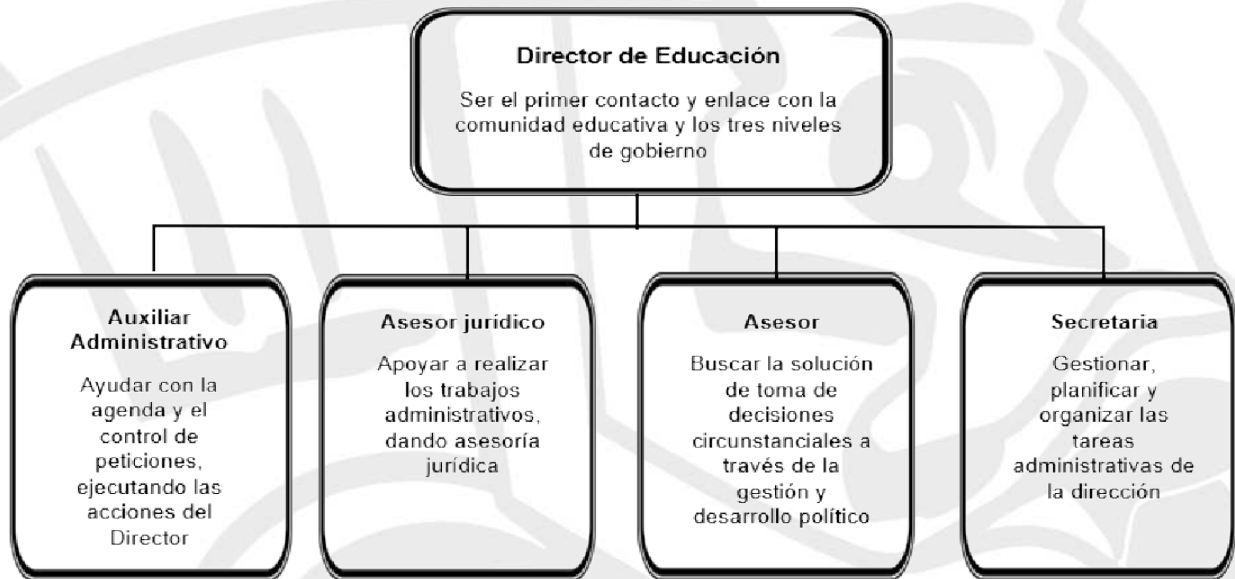 Director de Educación
Ser el primer contacto y enlace con la
comunidad educativa y los tres niveles
de gobierno
Auxiliar
Administrativo
Ayudar con la
agenda y el
control de
peticiones,
ejecutando las
acciones del
Director
Asesor jurídico
Apoyar a realizar
los trabajos
administrativos,
dando asesoría
jurídica
Asesor
Buscar la solución
de toma de
decisiones
circunstanciales a
través de la
gestión y
desarrollo político
Secretaria
Gestionar,
planificar y
organizar las
tareas
administrativas de
la dirección